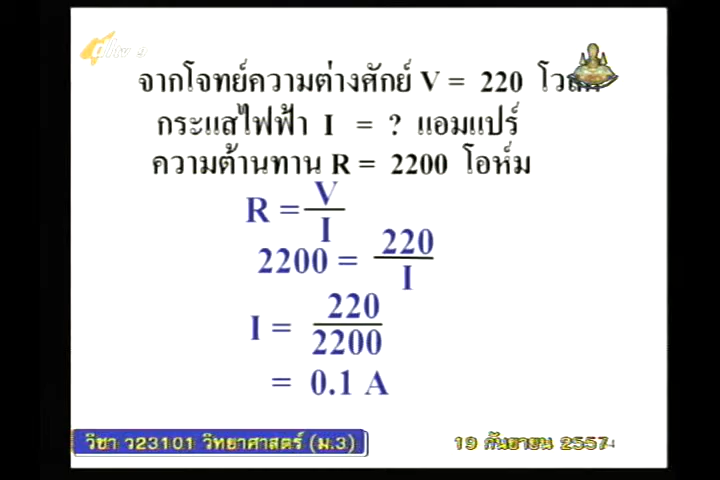 จากโจทย์ความต่างศักย์ V = 220
กระแสไฟฟ้า I = ? แอมแปร์
ความต้านทาน R = 2200 โอห์ม
R = V
I
2200 = 220
I
I = 220
2200
= 0.1 A
วิชา ว23101 วิทยาศาสตร์ (ม.3)
19 กันยายน 2557